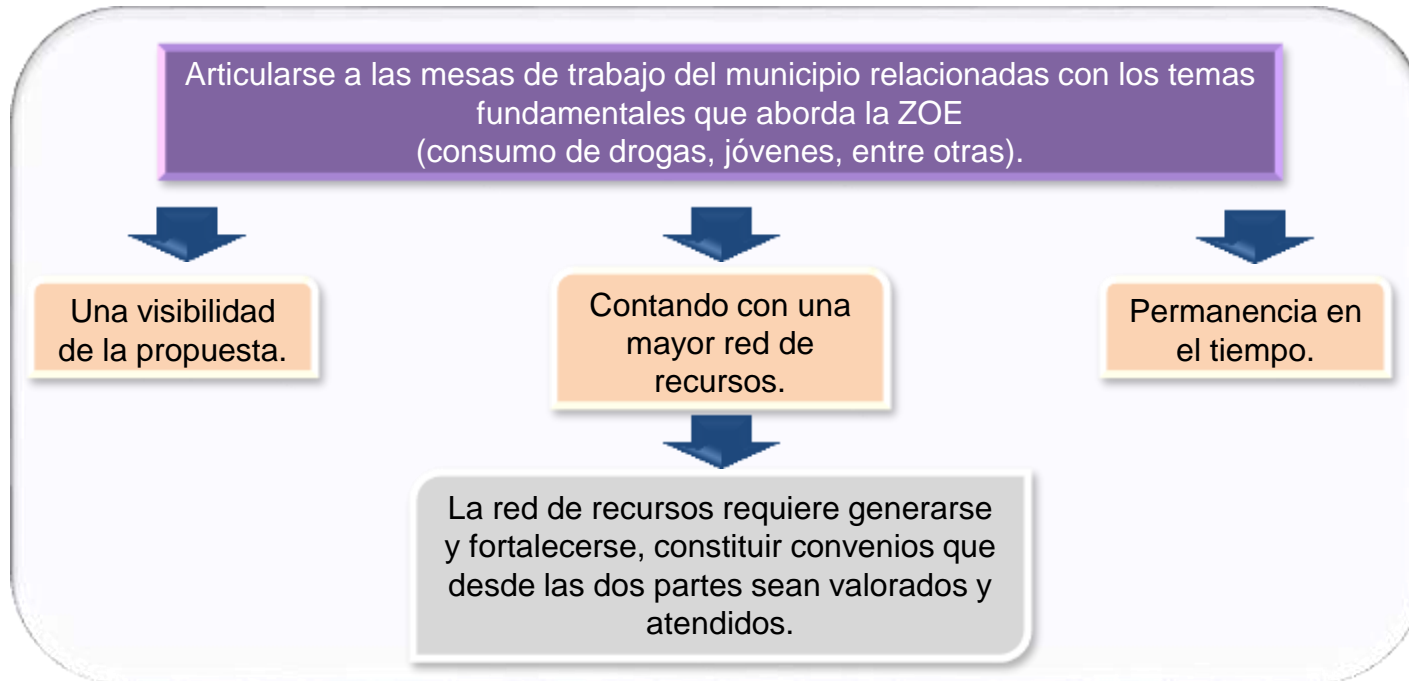 Articularse a las mesas de trabajo del municipio relacionadas con los temas
fundamentales que aborda la ZOE
(consumo de drogas, jóvenes, entre otras).
Una visibilidad
de la propuesta.
Contando con una
mayor red de
recursos.
Permanencia en
el tiempo.
La red de recursos requiere generarse
y fortalecerse, constituir convenios que
desde las dos partes sean valorados y
atendidos.